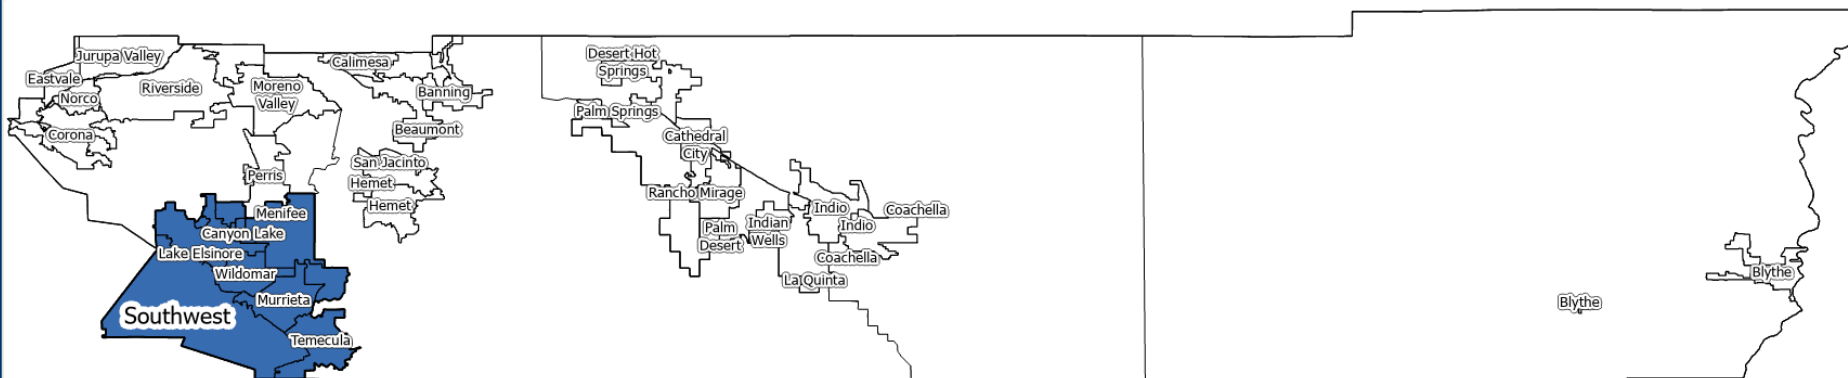 Jurupa Valley
Eastvale
Norco
Riverside
Corona
Moreno
Valley
Perris
Calimesa
Banning
Beaumont
San Jacinto
Hemet
Hemet
Menifee
Canyon Lake
Lake Elsinore
Wildomar
Murrieta
Southwest
Temecula
Desert Hot
Springs
Palm Springs
Cathedral
City
Rancho Mirage
Palm
Desert
Indian
Wells
Indio
Indio
Coachella
Coachella
La Quinta
Blythe
Blythe